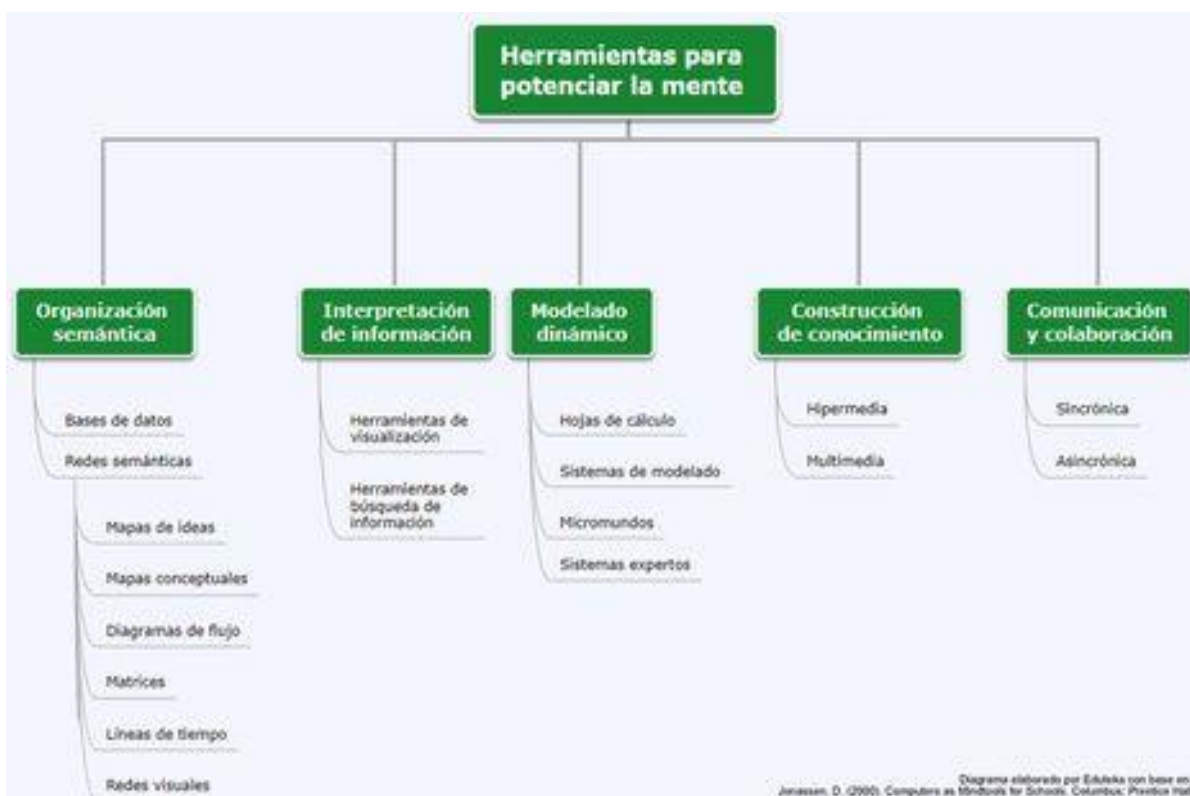 Herramientas para
potenciar la mente
Organización
semántica
Bases de datos
Redes semánticas
Mapas de ideas
Mapas conceptuales
Diagramas de flujo
Matrices
Líneas de tiempo
Redes visuales
Interpretación
de información
Herramientas de
visualización
Herramientas de
búsqueda de
información
Modelado
dinámico
Hojas de cálculo
Sistemas de modelado
Micromundos
Sistemas expertos
Construcción
de conocimiento
Hipermedia
Multimedia
Comunicación
y colaboración
Sincrónica
Asincrónica
Diagrama elaborado por Eduteka con base en
Jonassen, D. (2000). Computers as Mindtools for Schools. Columbus: Prentice Hall